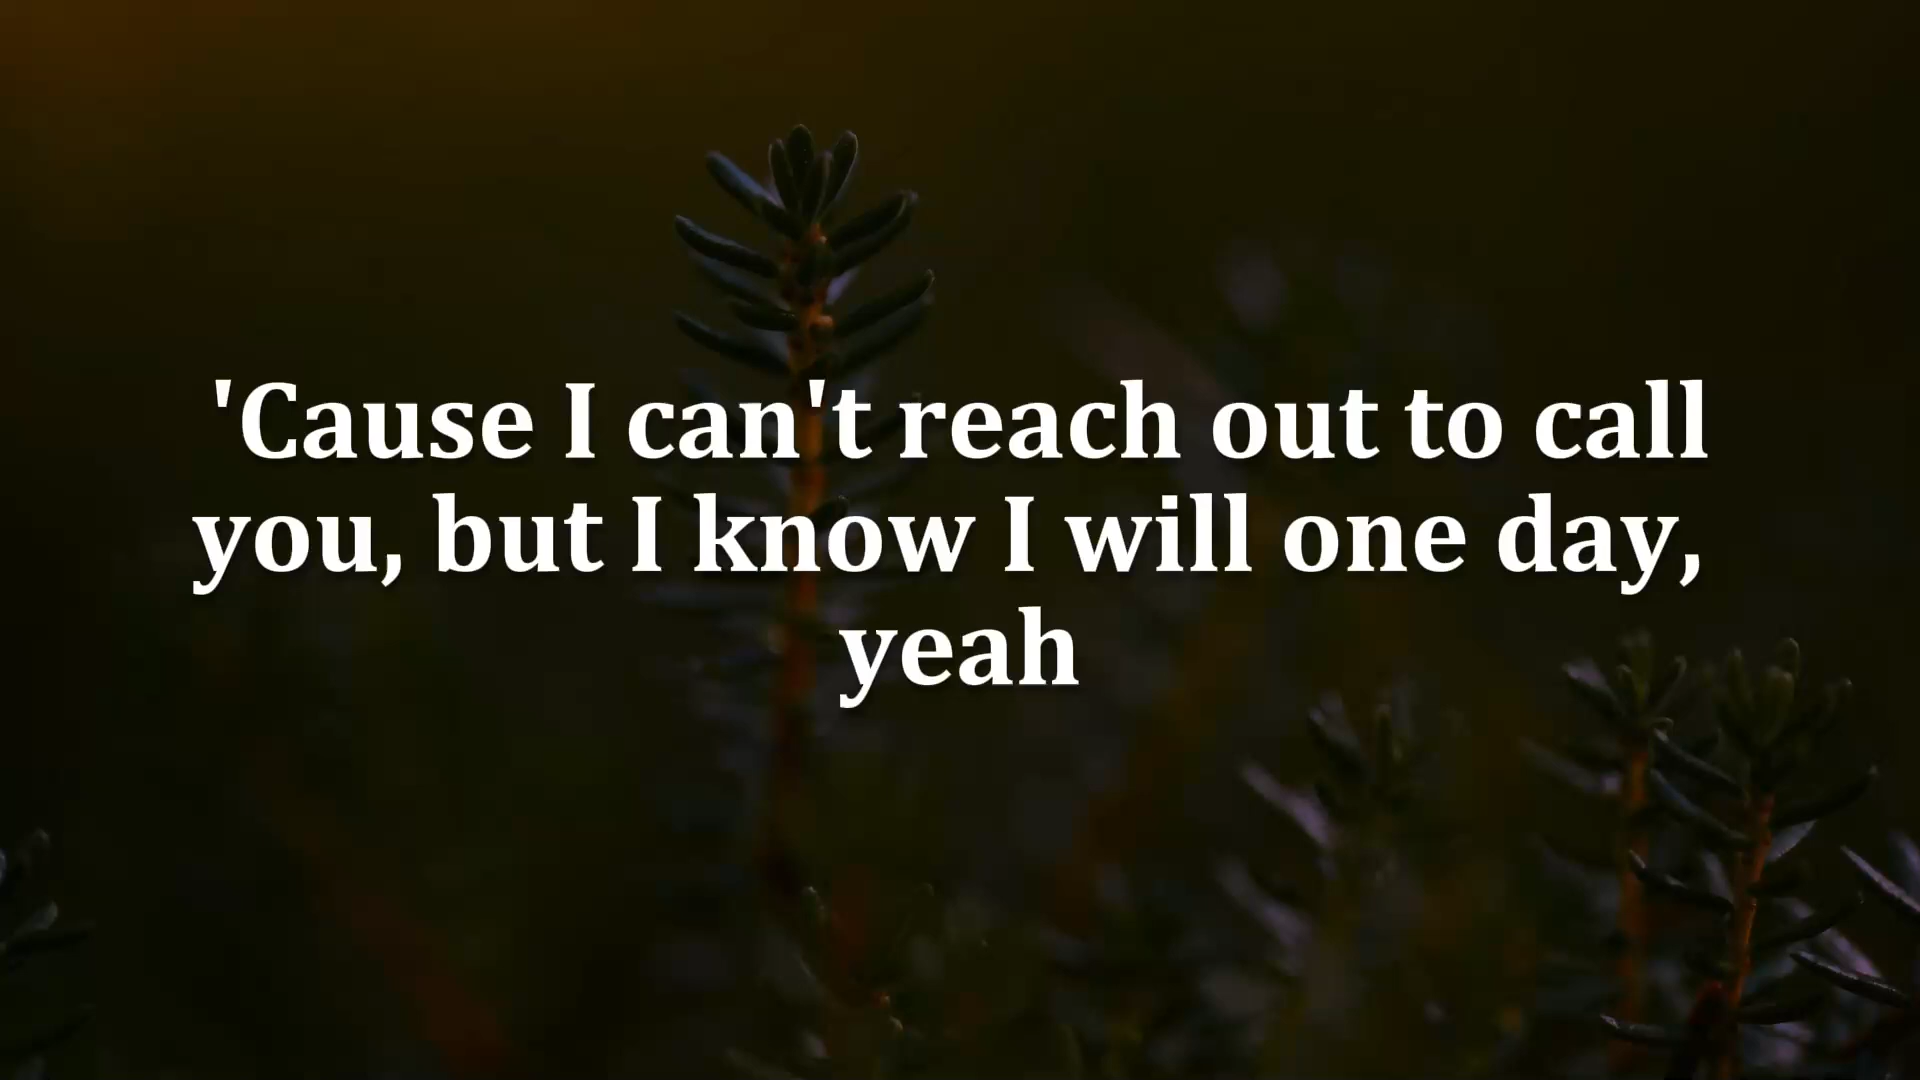 'Cause I can't reach out to call
you, but I know I will one day,
yeah